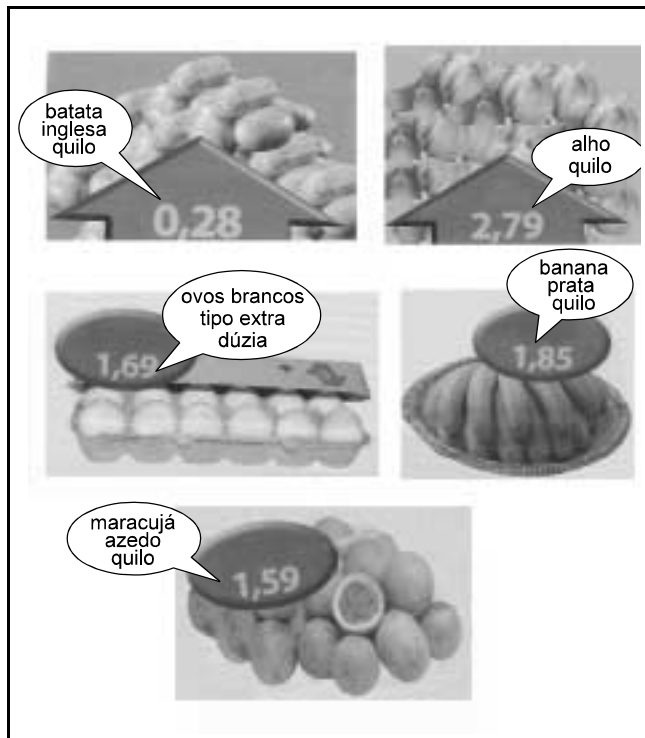 batata
inglesa
quilo
0,28
alho
quilo
2,79
ovos brancos
tipo extra
dúzia
1,69
banana
prata
quilo
1,85
maracujá
azedo
quilo
1,59